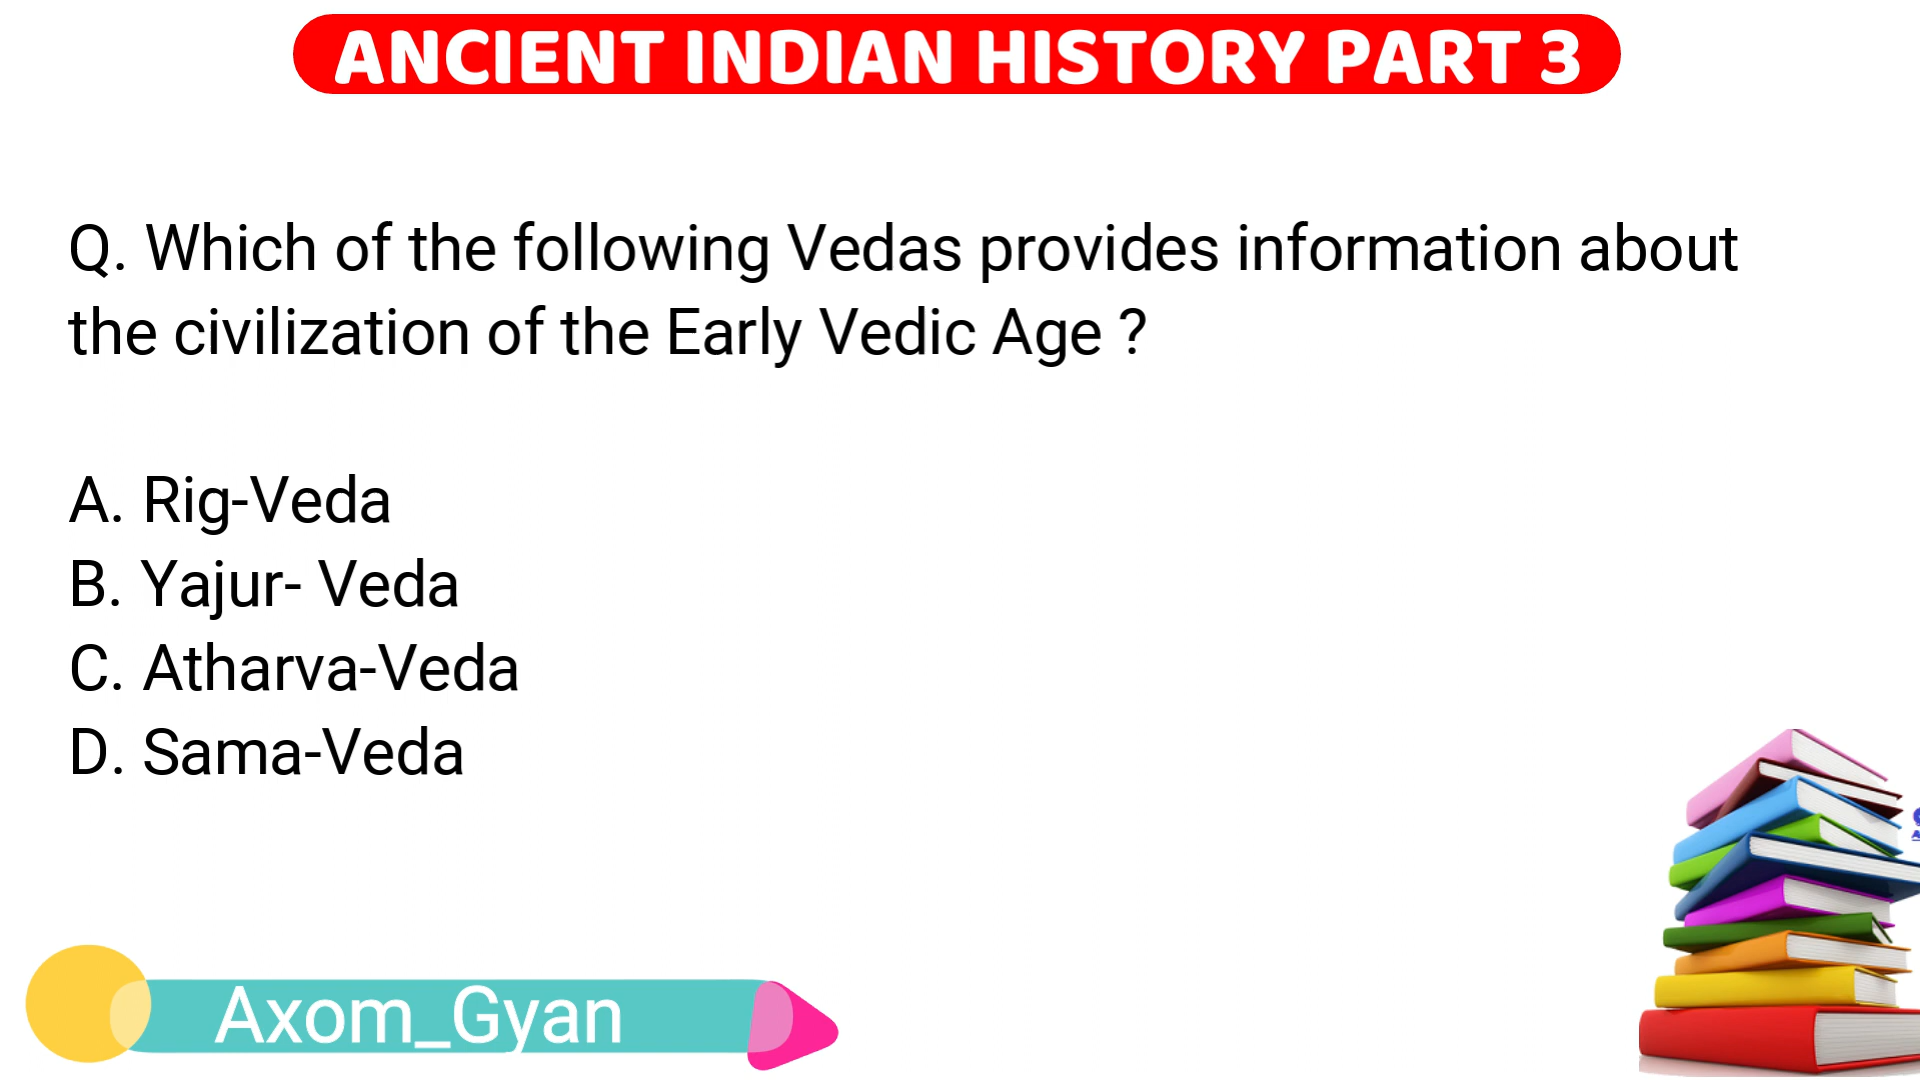 ANCIENT INDIAN HISTORY PART 3
Q. Which of the following Vedas provides information about
the civilization of the Early Vedic Age ?
A. Rig-Veda
B. Yajur- Veda
C. Atharva-Veda
D. Sama-Veda
Axom_Gyan